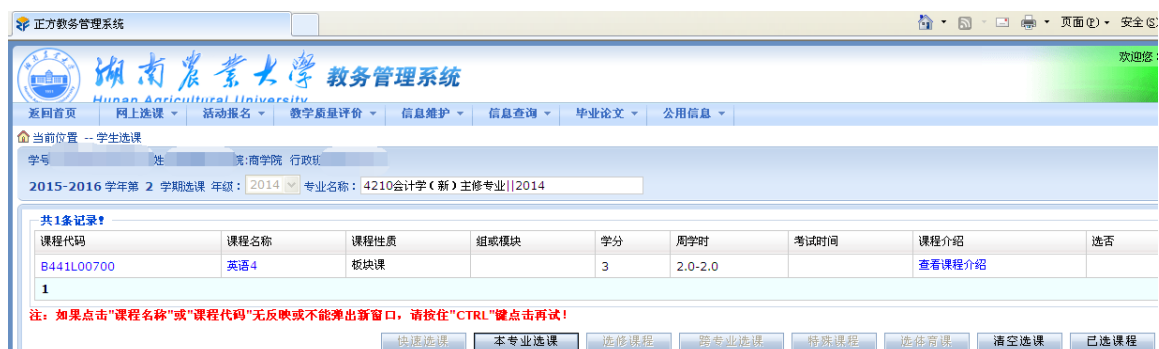 正方教务管理系统
页面(P) 安全(S)
湖南农业大学 教务管理系统
欢迎您:
Hunan Agricultural University
返回首页 网上选课 活动报名 教学质量评价 信息维护 信息查询 毕业论文 公用信息
当前位置 -- 学生选课
学号 姓 院:商学院 行政班
2015-2016 学年第 2 学期选课 年级: 2014 专业名称: 4210会计学(新)主修专业||2014
共1条记录!
课程代码 课程名称 课程性质 组或模块 学分 周学时 考试时间 课程介绍 选否
B441L00700 英语4 板块课 3 2.0-2.0 查看课程介绍
1
注: 如果点击"课程名称"或"课程代码"无反映或不能弹出新窗口, 请按住"CTRL"键点击再试!
快速选课 本专业选课 选修课程 跨专业选课 特殊课程 选体育课 清空选课 已选课程